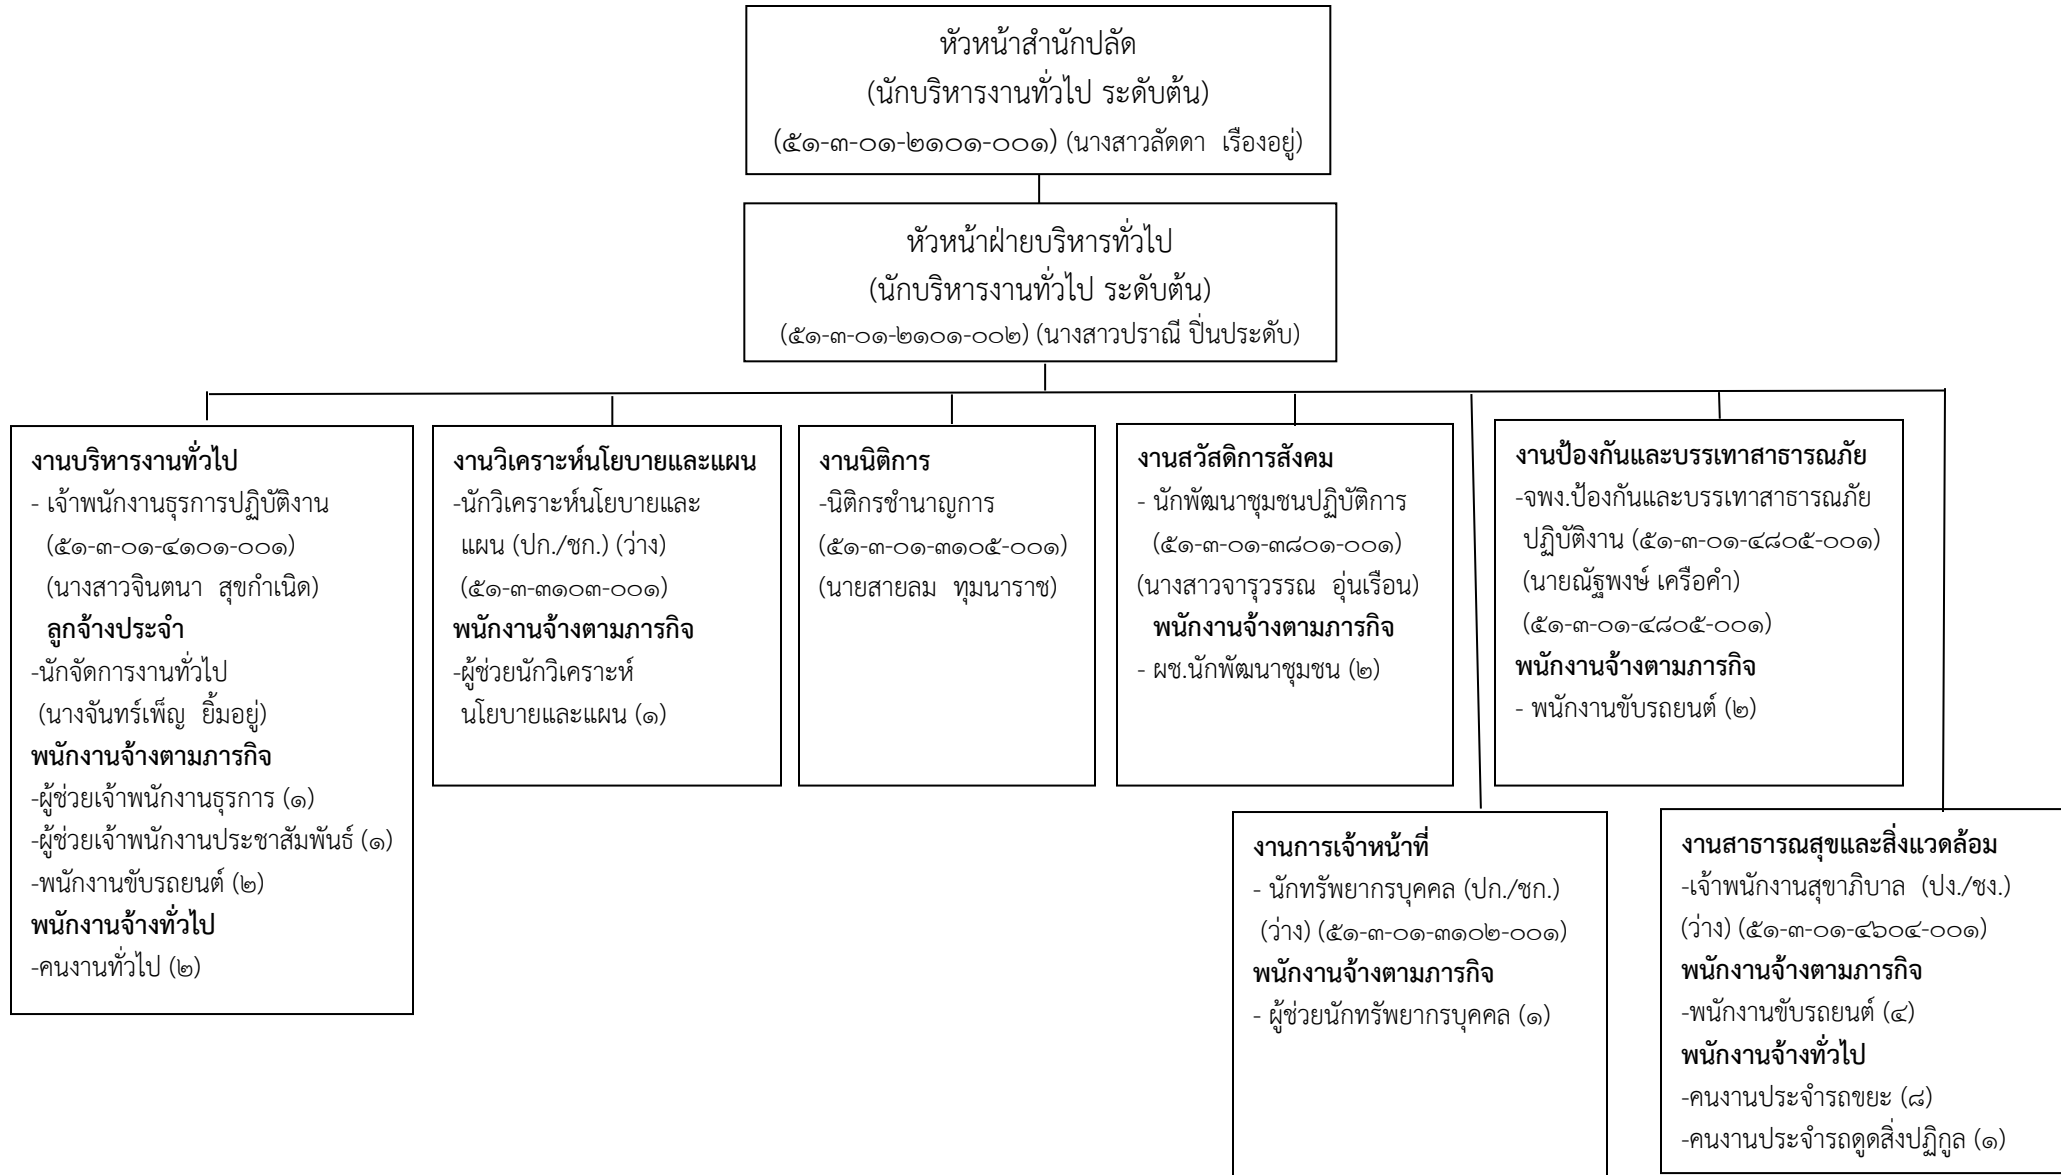 หัวหน้าสำนักปลัด
(นักบริหารงานทั่วไป ระดับต้น)
(๕๑-๓-๐๑-๒๑๐๑-๐๐๑) (นางสาวลัดดา เรืองอยู่)
หัวหน้าฝ่ายบริหารทั่วไป
(นักบริหารงานทั่วไป ระดับต้น)
(๕๑-๓-๐๑-๒๑๐๑-๐๐๒) (นางสาวปราณี ปิ่นประดับ)
งานบริหารงานทั่วไป
- เจ้าพนักงานธุรการปฏิบัติงาน
(๕๑-๓-๐๑-๔๑๐๑-๐๐๑)
(นางสาวจินตนา สุขกำเนิด)
ลูกจ้างประจำ
-นักจัดการงานทั่วไป
(นางจันทร์เพ็ญ ยิ้มอยู่)
พนักงานจ้างตามภารกิจ
-ผู้ช่วยเจ้าพนักงานธุรการ (๑)
-ผู้ช่วยเจ้าพนักงานประชาสัมพันธ์ (๑)
-พนักงานขับรถยนต์ (๒)
พนักงานจ้างทั่วไป
-คนงานทั่วไป (๒)
งานวิเคราะห์นโยบายและแผน
-นักวิเคราะห์นโยบายและ
แผน (ปก./ชก.) (ว่าง)
(๕๑-๓-๓๑๐๓-๐๐๑)
พนักงานจ้างตามภารกิจ
-ผู้ช่วยนักวิเคราะห์
นโยบายและแผน (๑)
งานนิติการ
-นิติกรชำนาญการ
(๕๑-๓-๐๑-๓๑๐๕-๐๐๑)
(นายสายลม ทุมนาราช)
งานสวัสดิการสังคม
- นักพัฒนาชุมชนปฏิบัติการ
(๕๑-๓-๐๑-๓๘๐๑-๐๐๑)
(นางสาวจารุวรรณ อุ่นเรือน)
พนักงานจ้างตามภารกิจ
- ผช.นักพัฒนาชุมชน (๒)
งานป้องกันและบรรเทาสาธารณภัย
-จพง.ป้องกันและบรรเทาสาธารณภัย
ปฏิบัติงาน (๕๑-๓-๐๑-๔๘๐๕-๐๐๑)
(นายณัฐพงษ์ เครือคำ)
(๕๑-๓-๐๑-๔๘๐๕-๐๐๑)
พนักงานจ้างตามภารกิจ
- พนักงานขับรถยนต์ (๒)
งานการเจ้าหน้าที่
- นักทรัพยากรบุคคล (ปก./ชก.)
(ว่าง) (๕๑-๓-๐๑-๓๑๐๒-๐๐๑)
พนักงานจ้างตามภารกิจ
- ผู้ช่วยนักทรัพยากรบุคคล (๑)
งานสาธารณสุขและสิ่งแวดล้อม
-เจ้าพนักงานสุขาภิบาล (ปง./ชง.)
(ว่าง) (๕๑-๓-๐๑-๔๖๐๔-๐๐๑)
พนักงานจ้างตามภารกิจ
-พนักงานขับรถยนต์ (๔)
พนักงานจ้างทั่วไป
-คนงานประจำรถขยะ (๘)
-คนงานประจำรถดูดสิ่งปฏิกูล (๑)